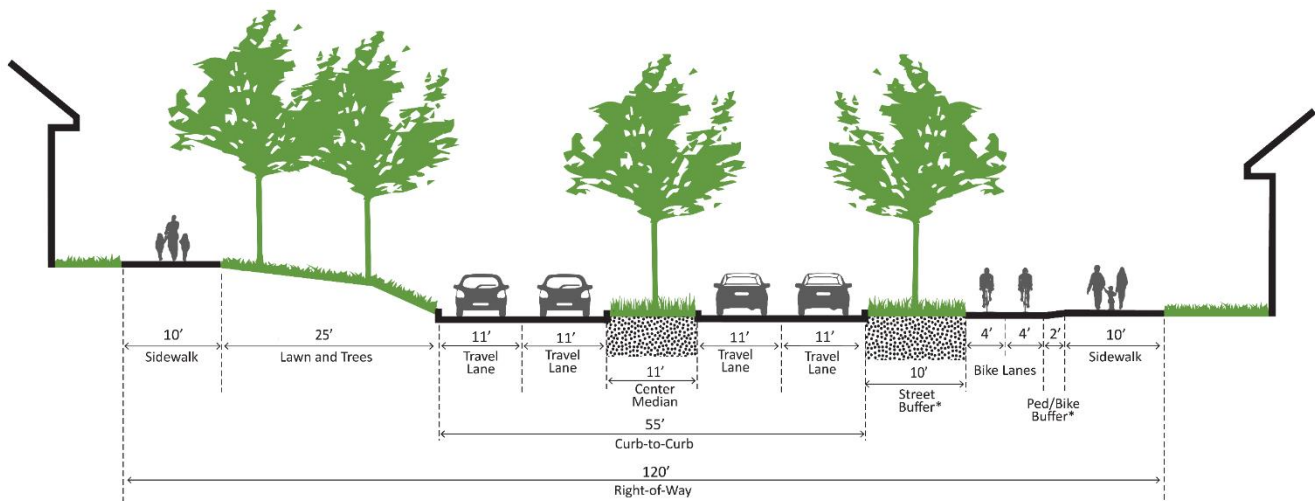 10’
Sidewalk
25’
Lawn and Trees
11’
Travel
Lane
11’
Travel
Lane
11’
Center
Median
11’
Travel
Lane
11’
Travel
Lane
10’
Street
Buffer*
4’
4’
Bike Lanes
2’
Ped/Bike
Buffer*
10’
Sidewalk
55’
Curb-to-Curb
120’
Right-of-Way